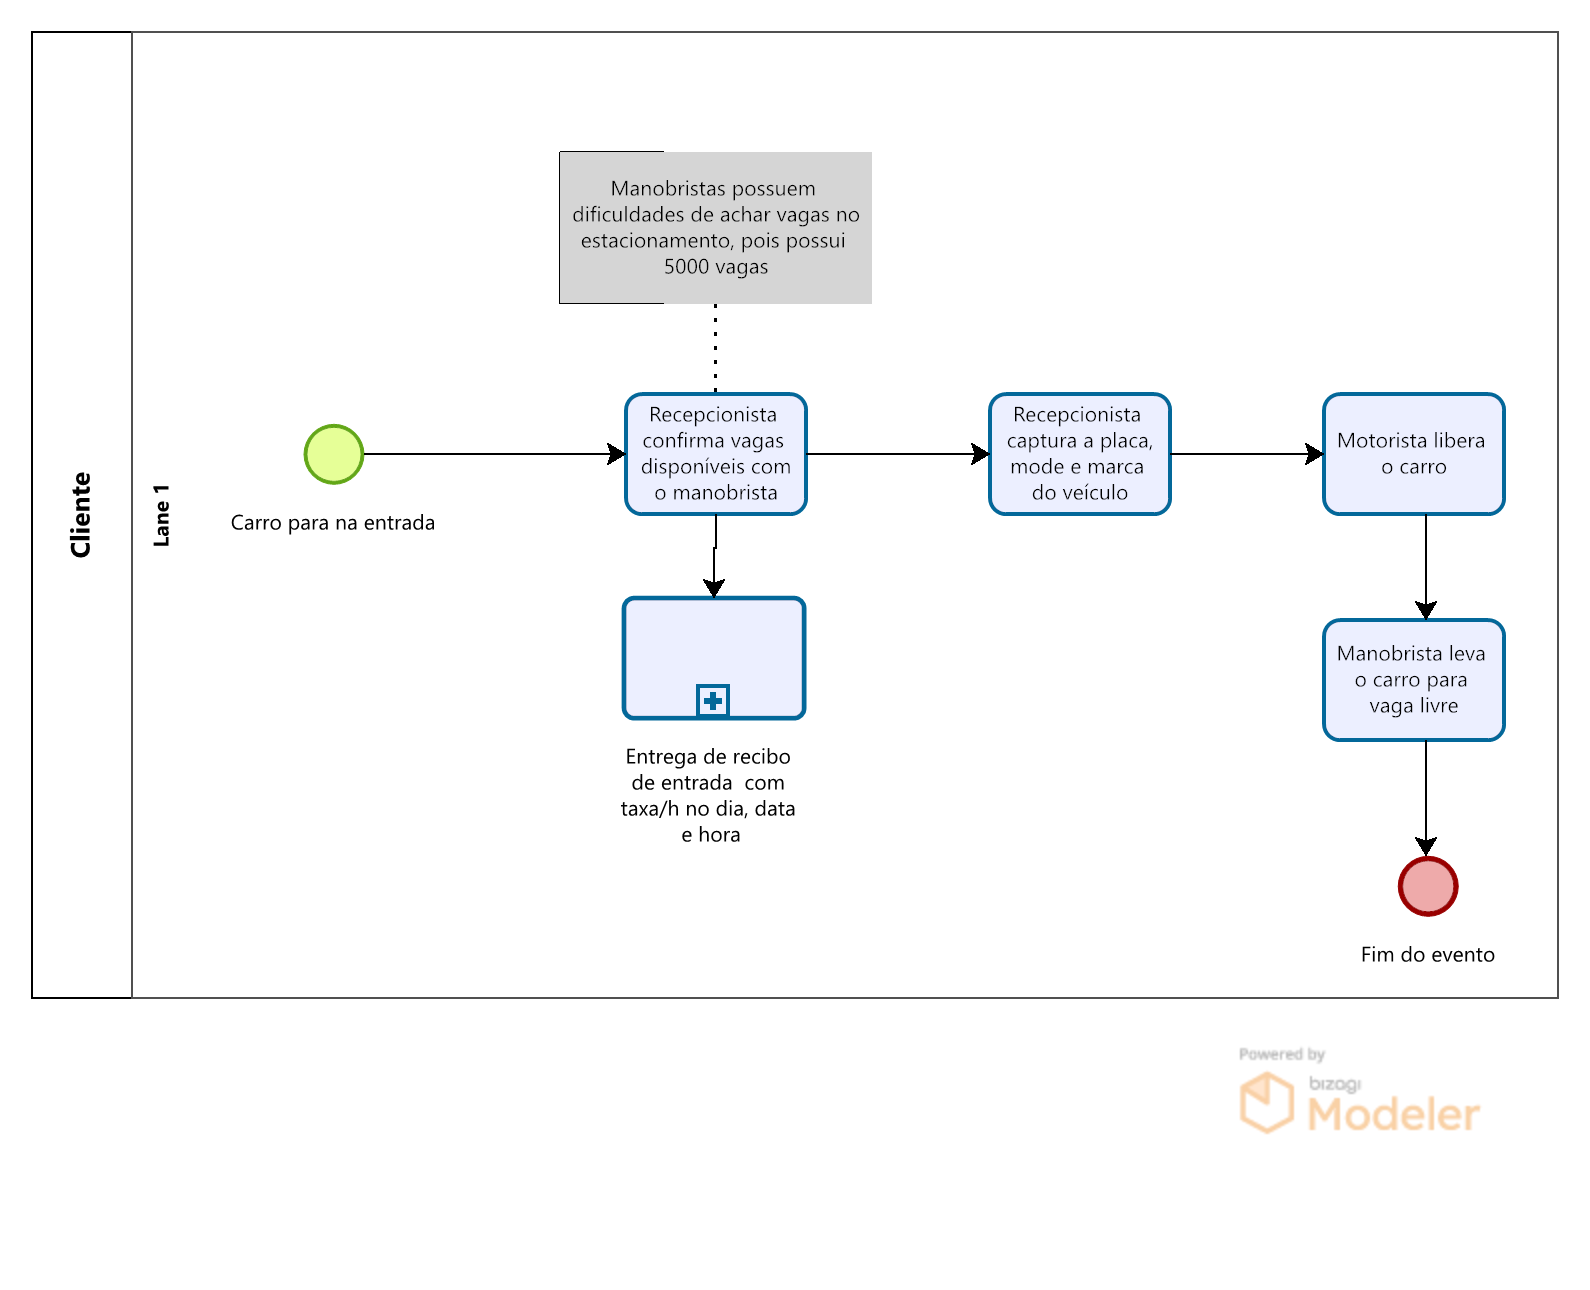 Cliente
Lane 1
Manobristas possuem
dificuldades de achar vagas no
estacionamento, pois possui
5000 vagas
Carro para na entrada
Recepcionista
confirma vagas
disponíveis com
o manobrista
Recepcionista
captura a placa,
mode e marca
do veículo
Motorista libera
o carro
Entrega de recibo
de entrada  com
taxa/h no dia, data
e hora
Manobrista leva
o carro para
vaga livre
Fim do evento
Powered by
bizagi
Modeler